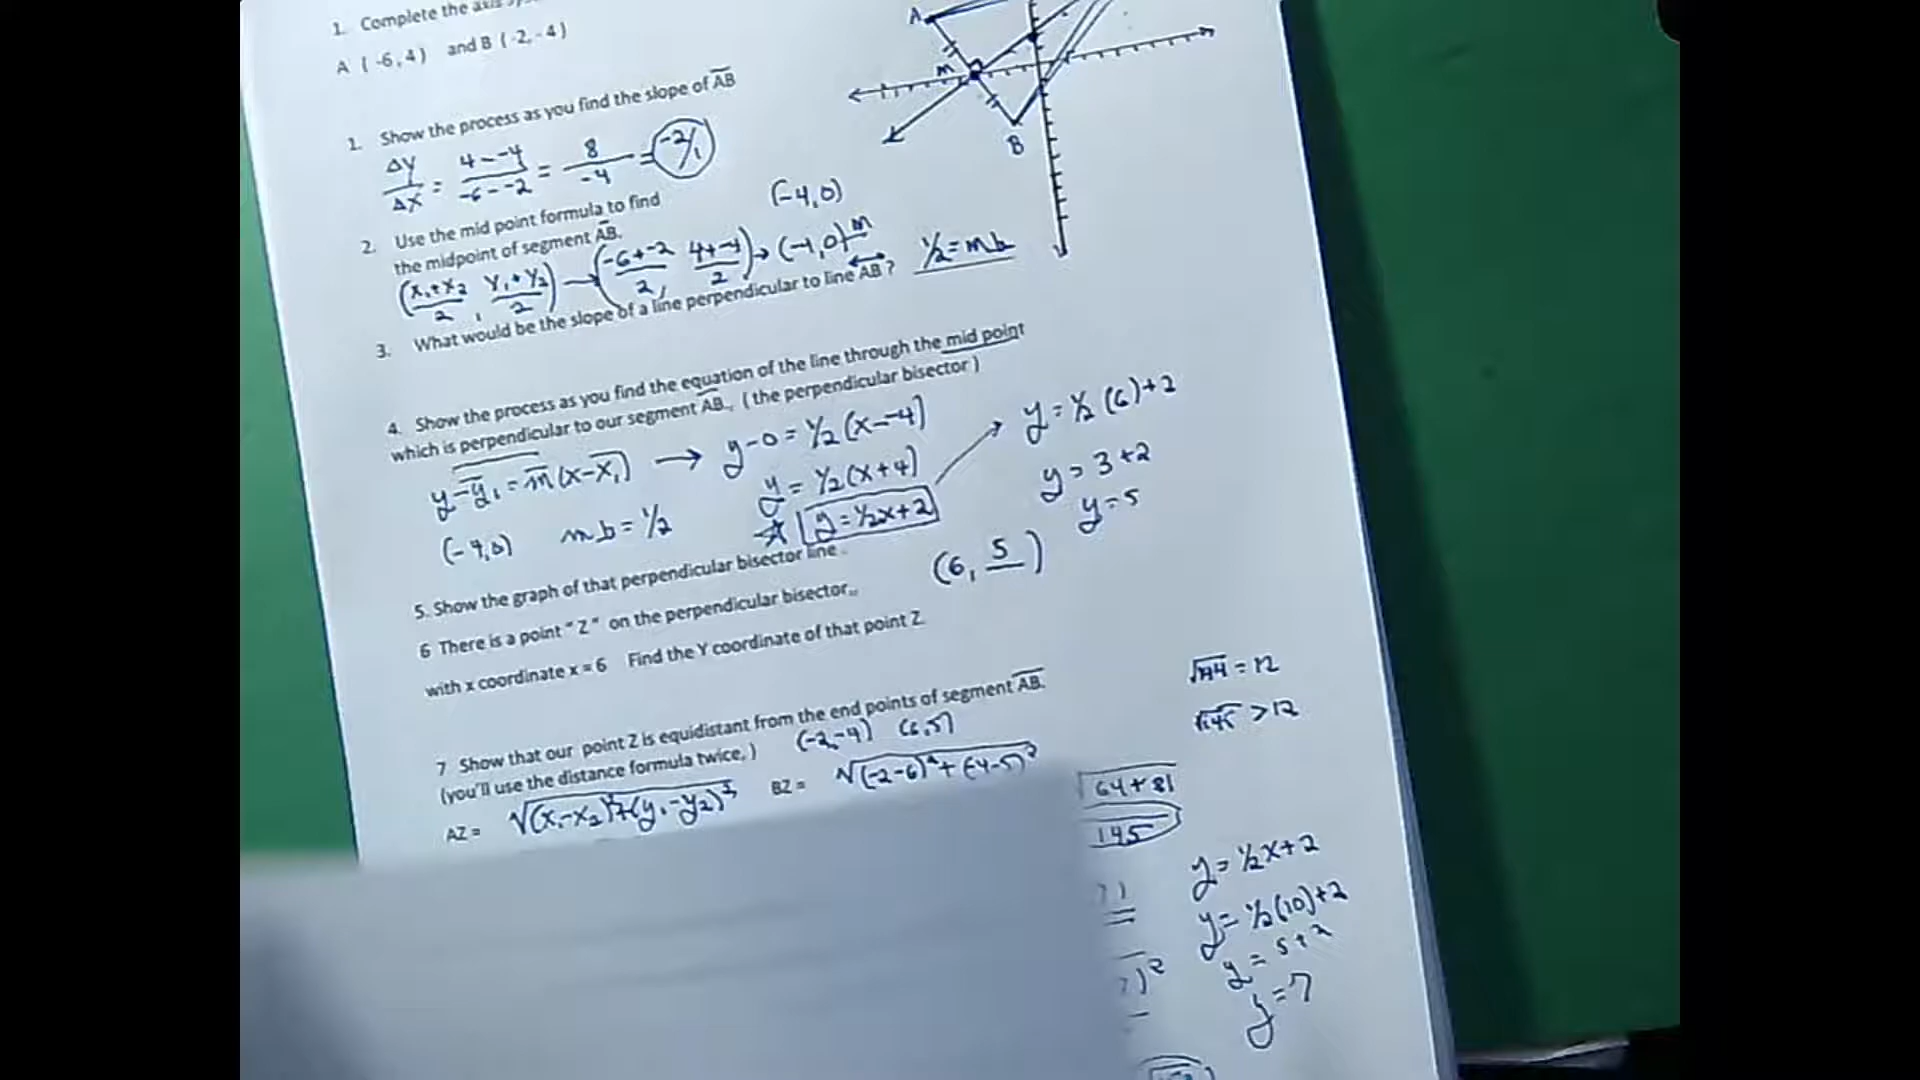 1. Complete the axis
A ( -6, 4 ) and B ( -2, -4 )
A
M
B
1. Show the process as you find the slope of AB
ΔY/ΔX = 4--4/-6--2 = 8/-4 = -2/1
2. Use the mid point formula to find
the midpoint of segment AB.
(-4,0)
(x₁+x₂/2, y₁+y₂/2) → (-6+-2/2, 4+-4/2) → (-4,0) m
3. What would be the slope of a line perpendicular to line AB ? 1/2 = m b
4. Show the process as you find the equation of the line through the mid point
which is perpendicular to our segment AB.. ( the perpendicular bisector )
y-y₁ = m(x-x₁) → y-0 = 1/2(x--4)
y = 1/2(x+4)
(-4,0) m b = 1/2 y = 1/2x+2
y = 1/2(6)+2
y = 3+2
y = 5
5. Show the graph of that perpendicular bisector line .
(6, 5)
6 There is a point " Z " on the perpendicular bisector..
with x coordinate x = 6 Find the Y coordinate of that point Z.
√144 = 12
√145 > 12
7 Show that our point Z is equidistant from the end points of segment AB.
(you'll use the distance formula twice, ) (-2,-4) (6,5)
AZ = √(x₁-x₂)²+(y₁-y₂)² BZ = √(-2-6)²+(-4-5)²
64+81
145
y = 1/2x+2
y = 1/2(10)+2
y = 5+2
y = 7